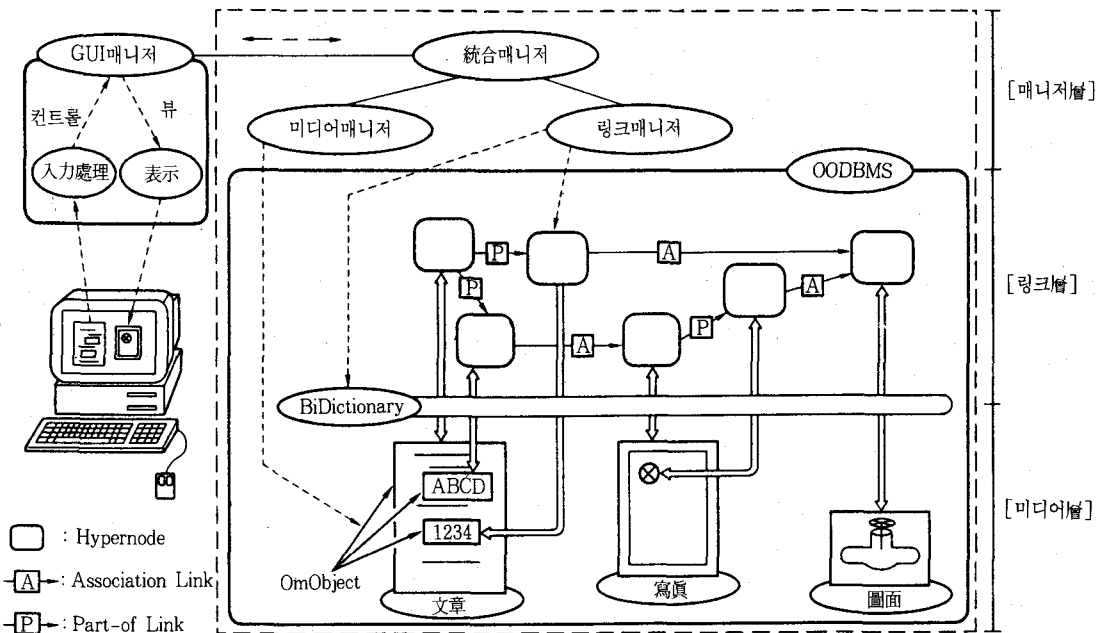 GUI매니저
統合매니저
[매니저層]
컨트롤
뷰
미디어매니저
링크매니저
入力處理
表示
OODBMS
P
A
[링크層]
P
A
P
A
BiDictionary
ABCD
1234
[미디어層]
OmObject
文章
寫眞
圖面
: Hypernode
A : Association Link
P : Part-of Link